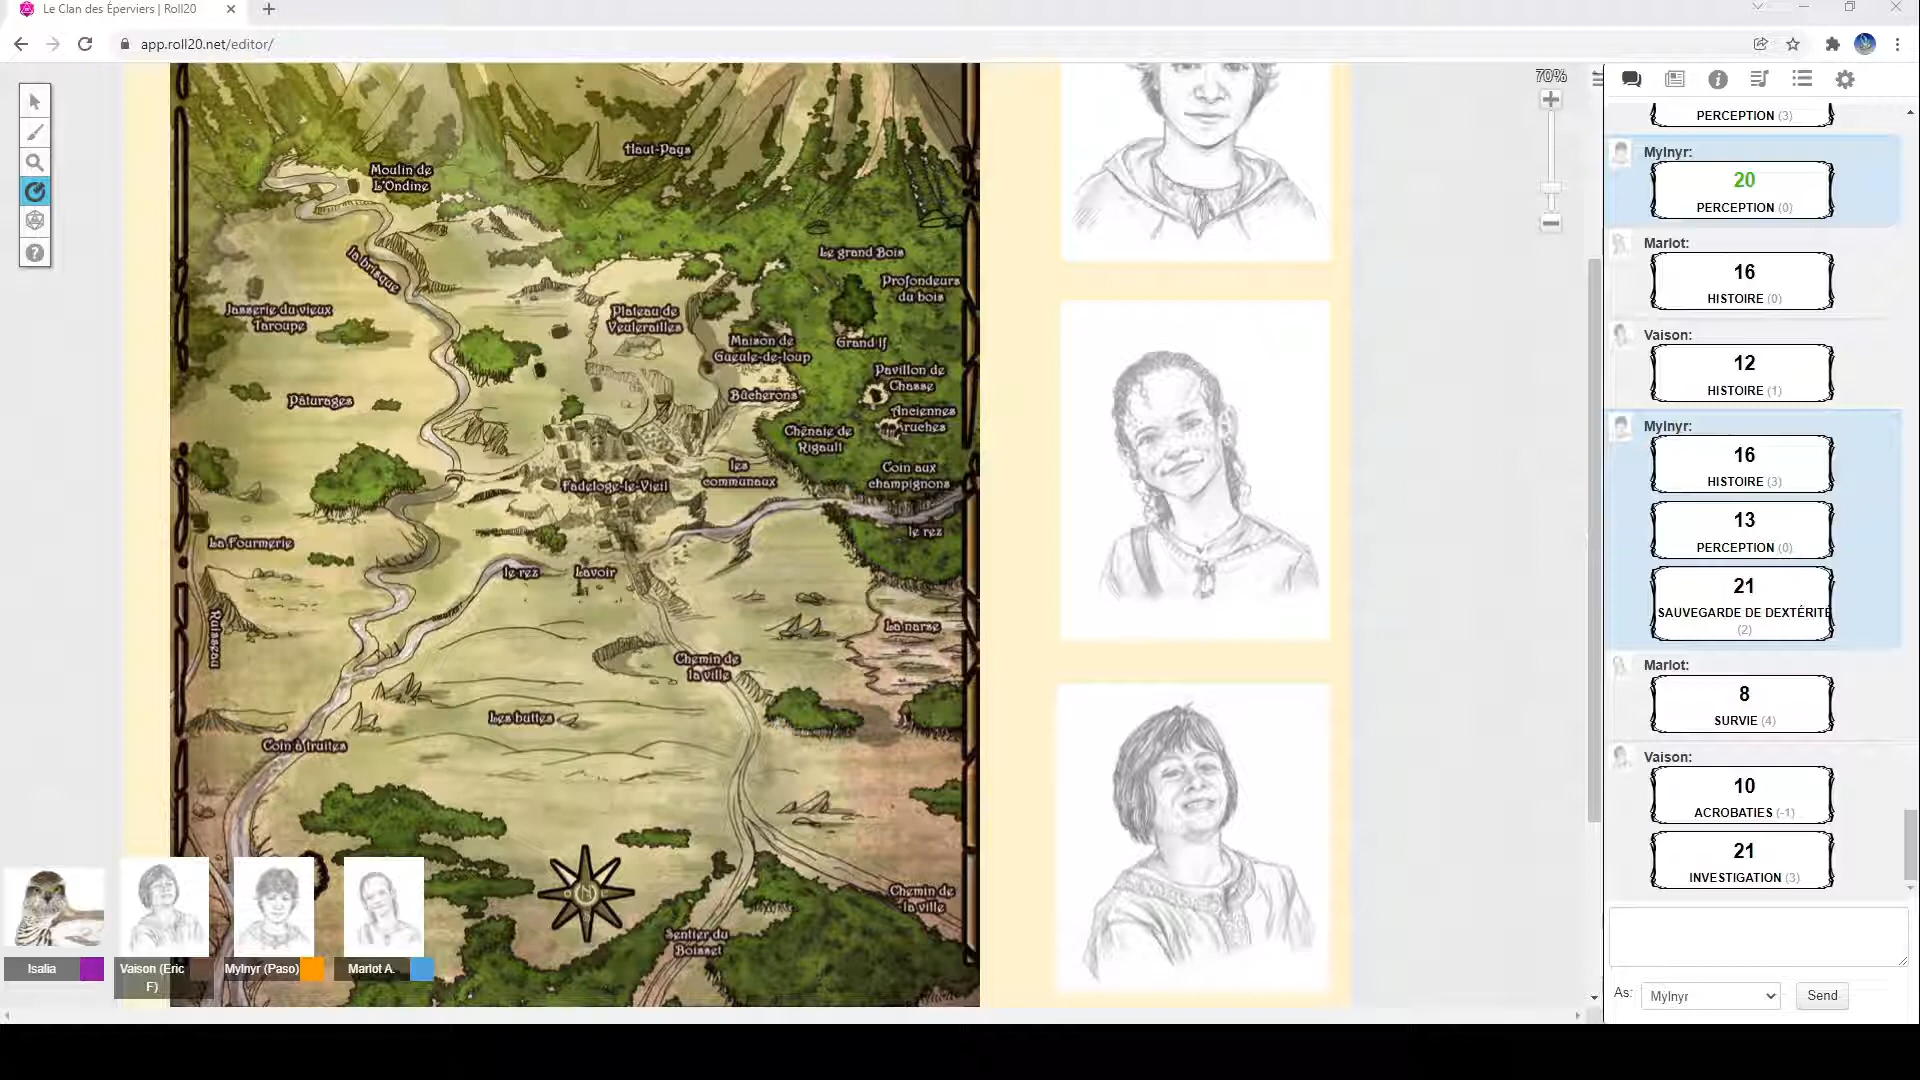 Le Clan des Éperviers | Roll20
app.roll20.net/editor/
70%
Haut-Pays
Moulin de
L'Ondine
la brisque
Le grand Bois
Profondeurs
du bois
Jasserie du vieux
Taroupe
Plateau de
Veulerailles
Maison de
Gueule-de-loup
Grand If
Pavillon de
Chasse
Pâturages
Bûcherons
Anciennes
ruches
Chênaie de
Rigault
les
communaux
Coin aux
champignons
Fadeloge-le-Vieil
le rez
La Fourmerie
le rez
Lavoir
Ruisseau
La narse
Chemin de
la ville
Les buttes
Coin à truites
Chemin de
la ville
Sentier du
Boisset
N
Isalia
Vaison (Eric
F)
Mylnyr (Paso)
Marlot A.
PERCEPTION (3)
Mylnyr:
20
PERCEPTION (0)
Marlot:
16
HISTOIRE (0)
Vaison:
12
HISTOIRE (1)
Mylnyr:
16
HISTOIRE (3)
13
PERCEPTION (0)
21
SAUVEGARDE DE DEXTÉRITÉ
(2)
Marlot:
8
SURVIE (4)
Vaison:
10
ACROBATIES (-1)
21
INVESTIGATION (3)
As:
Mylnyr
Send